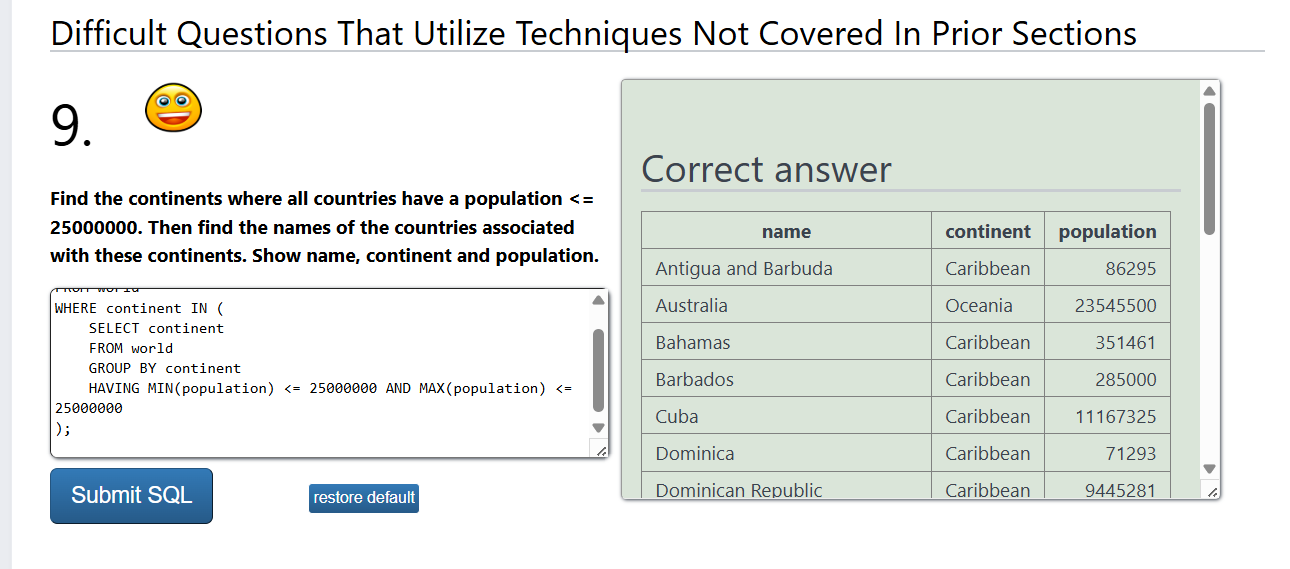 Difficult Questions That Utilize Techniques Not Covered In Prior Sections
9.
Find the continents where all countries have a population <=
25000000. Then find the names of the countries associated
with these continents. Show name, continent and population.
FROM world
WHERE continent IN (
    SELECT continent
    FROM world
    GROUP BY continent
    HAVING MIN(population) <= 25000000 AND MAX(population) <=
25000000
);
Submit SQL
restore default
Correct answer
name continent population
Antigua and Barbuda Caribbean 86295
Australia Oceania 23545500
Bahamas Caribbean 351461
Barbados Caribbean 285000
Cuba Caribbean 11167325
Dominica Caribbean 71293
Dominican Republic Caribbean 9445281